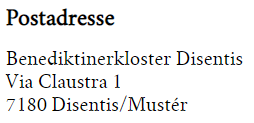 Postadresse
Benediktinerkloster Disentis
Via Claustra 1
7180 Disentis/Mustér